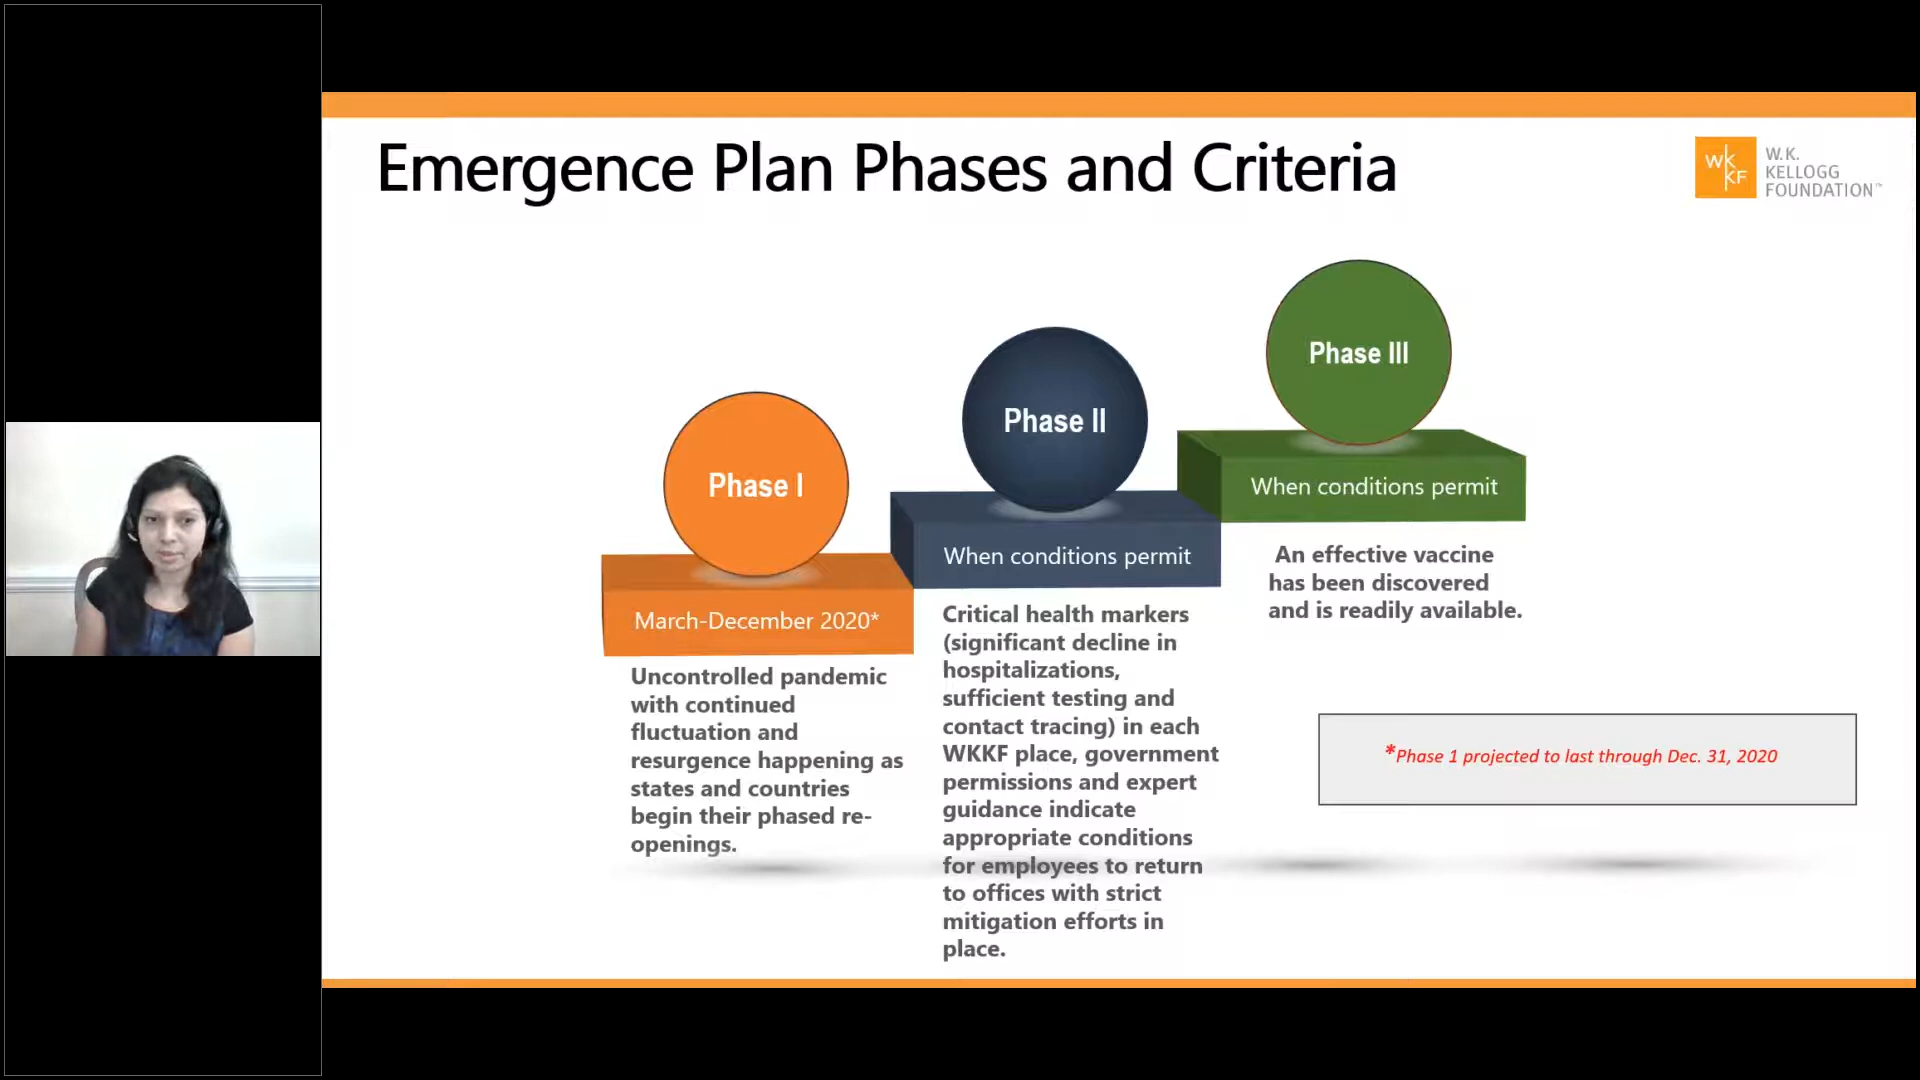 Emergence Plan Phases and Criteria
WK
KF
W.K.
KELLOGG
FOUNDATION™
Phase I
March-December 2020*
Uncontrolled pandemic
with continued
fluctuation and
resurgence happening as
states and countries
begin their phased re-
openings.
Phase II
When conditions permit
Critical health markers
(significant decline in
hospitalizations,
sufficient testing and
contact tracing) in each
WKKF place, government
permissions and expert
guidance indicate
appropriate conditions
for employees to return
to offices with strict
mitigation efforts in
place.
Phase III
When conditions permit
An effective vaccine
has been discovered
and is readily available.
*Phase 1 projected to last through Dec. 31, 2020